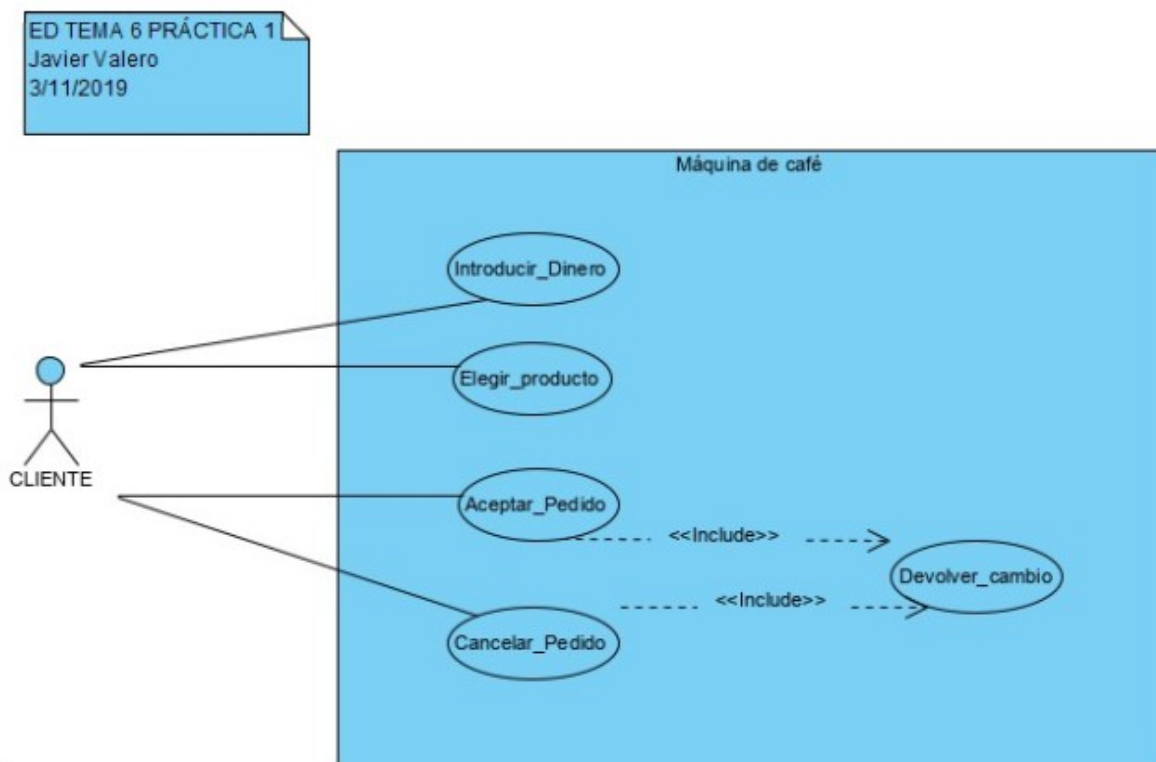 ED TEMA 6 PRÁCTICA 1
Javier Valero
3/11/2019
Máquina de café
Introducir_Dinero
Elegir_producto
CLIENTE
Aceptar_Pedido
<<Include>>
Devolver_cambio
<<Include>>
Cancelar_Pedido